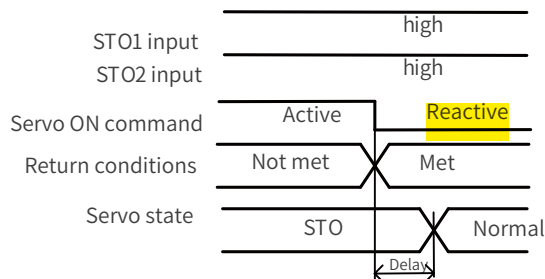 STO1 input high
STO2 input high
Servo ON command Active Reactive
Return conditions Not met Met
Servo state STO Normal
Delay